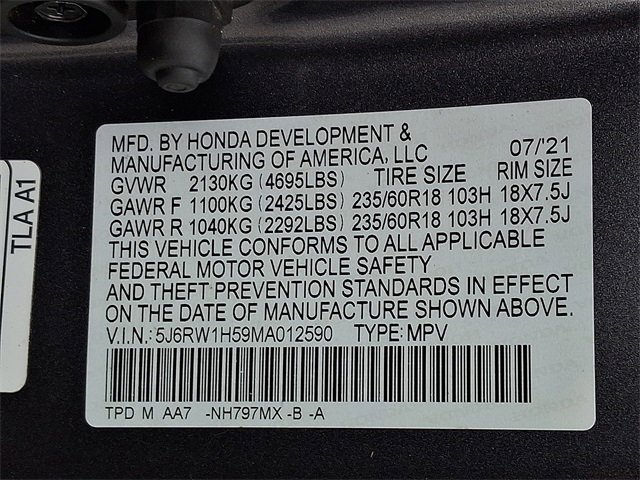 MFD. BY HONDA DEVELOPMENT &
MANUFACTURING OF AMERICA, LLC 07/'21
GVWR 2130KG (4695LBS) TIRE SIZE RIM SIZE
GAWR F 1100KG (2425LBS) 235/60R18 103H 18X7.5J
GAWR R 1040KG (2292LBS) 235/60R18 103H 18X7.5J
THIS VEHICLE CONFORMS TO ALL APPLICABLE
FEDERAL MOTOR VEHICLE SAFETY
AND THEFT PREVENTION STANDARDS IN EFFECT
ON THE DATE OF MANUFACTURE SHOWN ABOVE.
V.I.N.: 5J6RW1H59MA012590 TYPE: MPV
TPD M AA7 -NH797MX -B -A
TLA A1